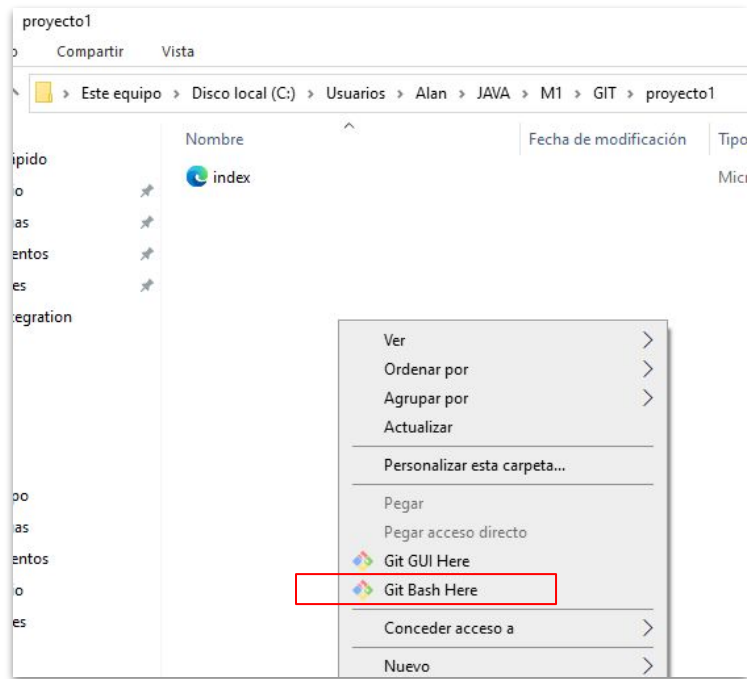 proyecto1
Compartir Vista
Este equipo > Disco local (C:) > Usuarios > Alan > JAVA > M1 > GIT > proyecto1
Nombre Fecha de modificación Tipo
index
Ver
Ordenar por
Agrupar por
Actualizar
Personalizar esta carpeta...
Pegar
Pegar acceso directo
Git GUI Here
Git Bash Here
Conceder acceso a
Nuevo